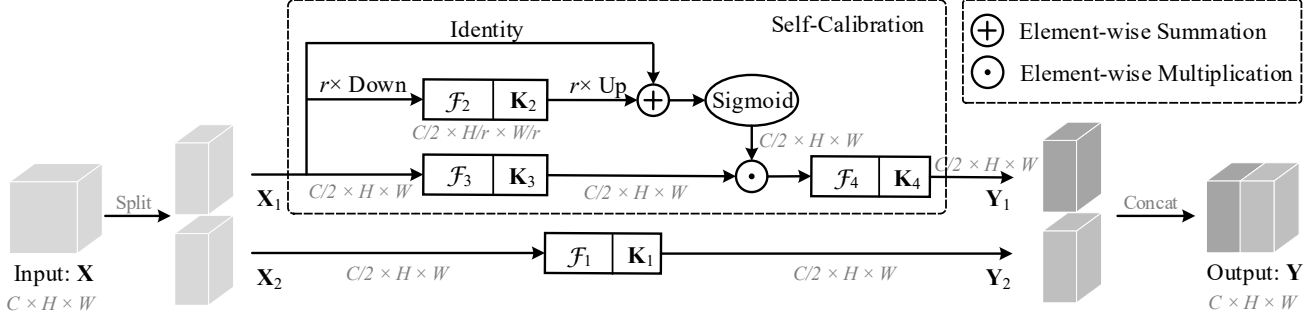 Self-Calibration
Identity
r× Down
ℱ₂ K₂
r× Up
Sigmoid
C/2 × H/r × W/r
C/2 × H × W
X₁
C/2 × H × W
ℱ₃ K₃
C/2 × H × W
ℱ₄ K₄
C/2 × H × W
Y₁
Element-wise Summation
Element-wise Multiplication
Split
Input: X
C × H × W
X₂
C/2 × H × W
ℱ₁ K₁
C/2 × H × W
Y₂
Concat
Output: Y
C × H × W